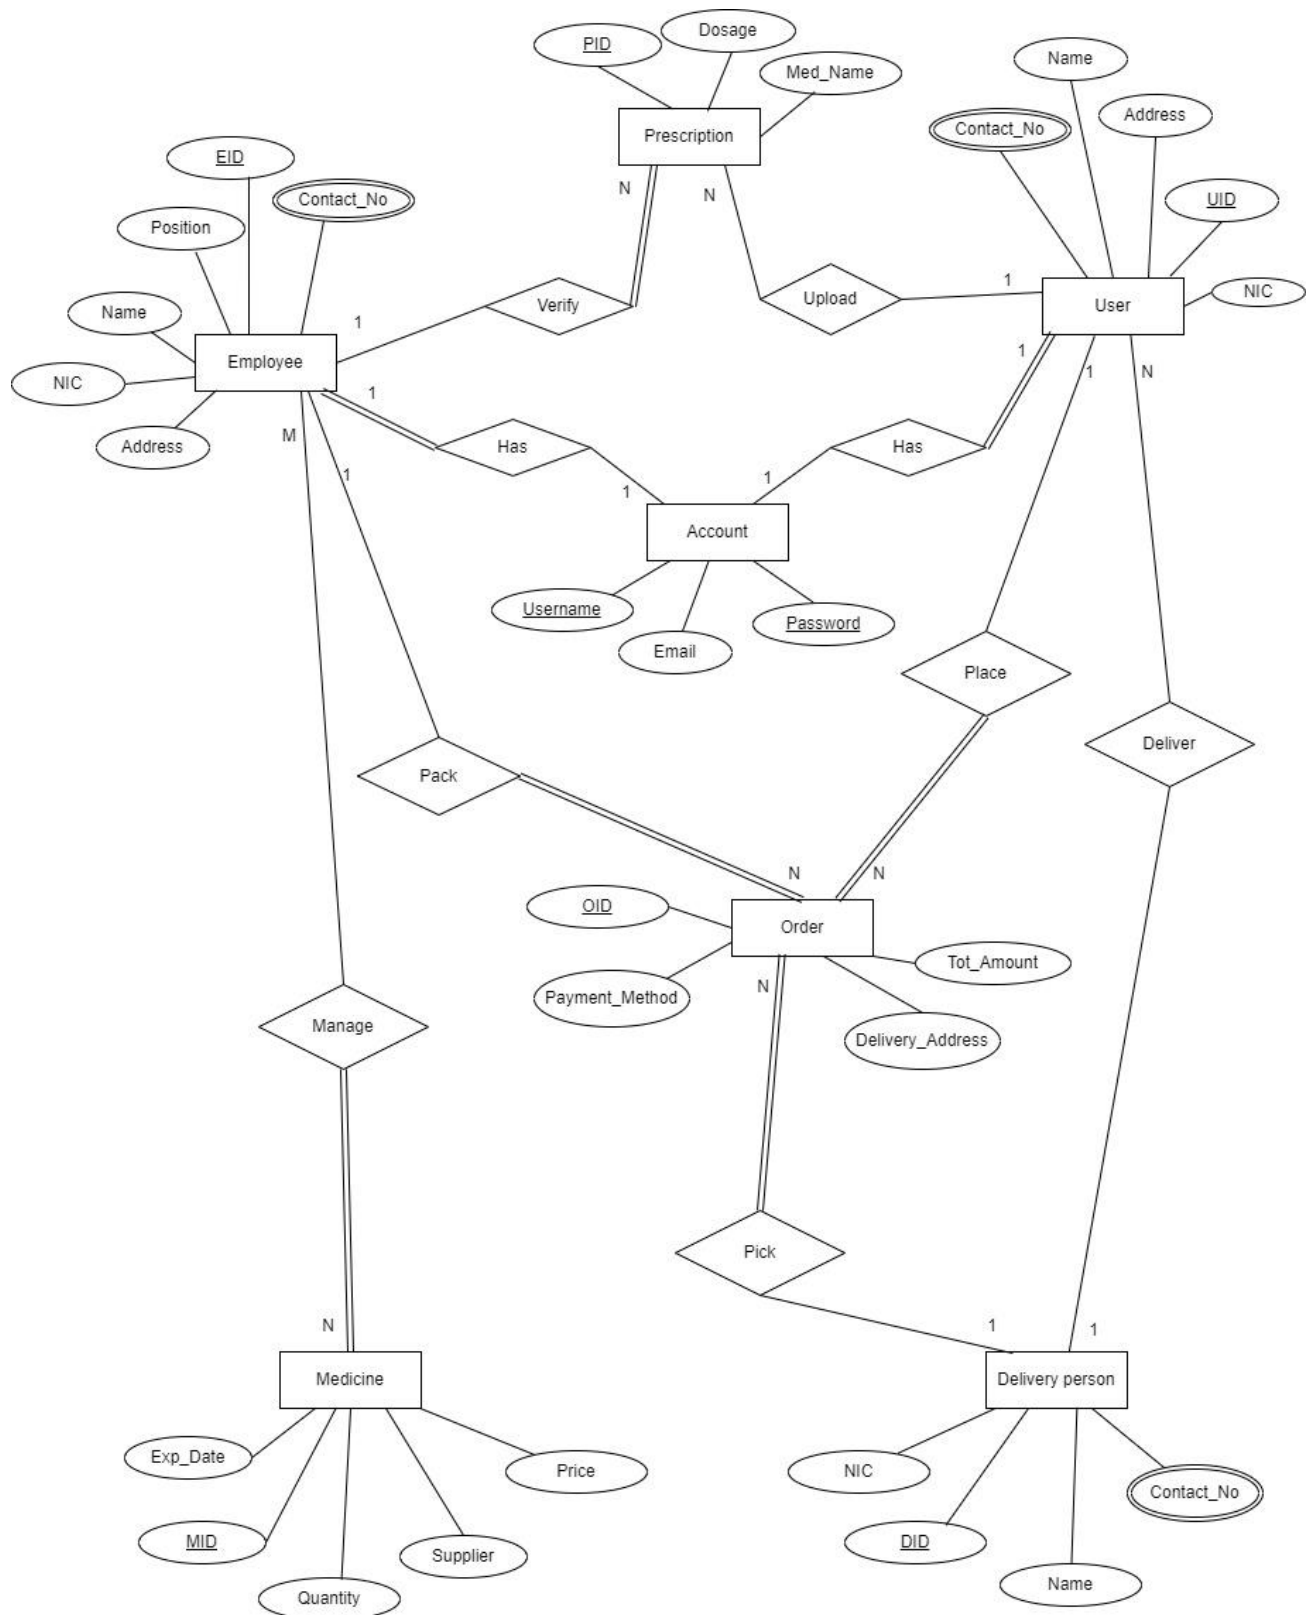 Dosage
PID
Name
Med_Name
Address
Contact_No
Prescription
EID
N
N
Contact_No
UID
Position
1
NIC
Verify
Upload
User
Name
1
1
Employee
1
N
NIC
1
M
Address
Has
Has
1
1
1
Account
Username
Password
Email
Place
Deliver
Pack
N
N
OID
Order
Tot_Amount
N
Payment_Method
Manage
Delivery_Address
Pick
N
1
1
Medicine
Delivery person
Exp_Date
Price
NIC
Contact_No
MID
DID
Supplier
Name
Quantity